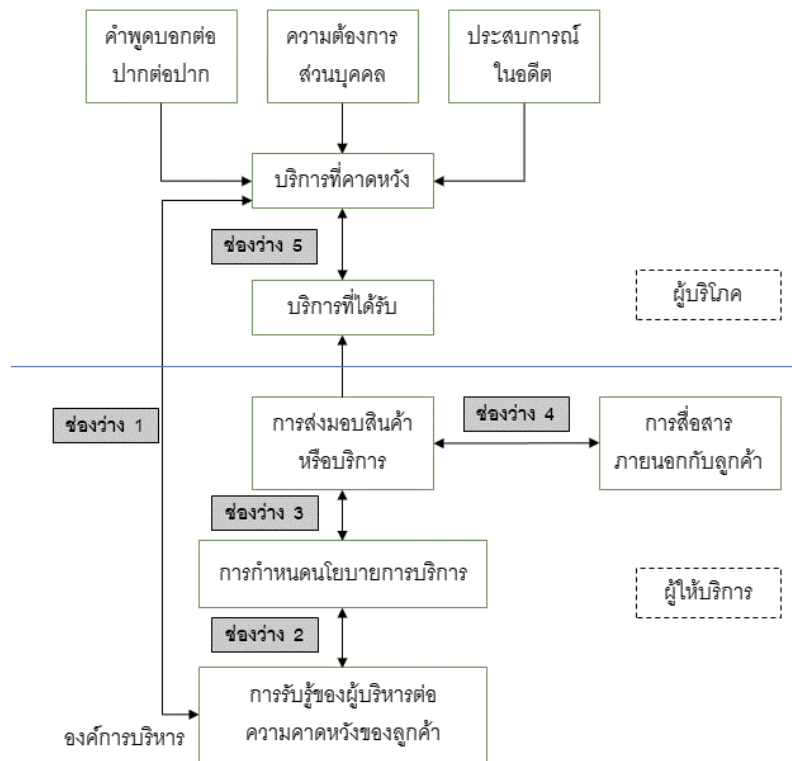 คำพูดบอกต่อ
ปากต่อปาก
ความต้องการ
ส่วนบุคคล
ประสบการณ์
ในอดีต
บริการที่คาดหวัง
ช่องว่าง 5
บริการที่ได้รับ
ผู้บริโภค
ช่องว่าง 1
การส่งมอบสินค้า
หรือบริการ
ช่องว่าง 4
การสื่อสาร
ภายนอกกับลูกค้า
ช่องว่าง 3
การกำหนดนโยบายการบริการ
ผู้ให้บริการ
ช่องว่าง 2
การรับรู้ของผู้บริหารต่อ
ความคาดหวังของลูกค้า
องค์การบริหาร